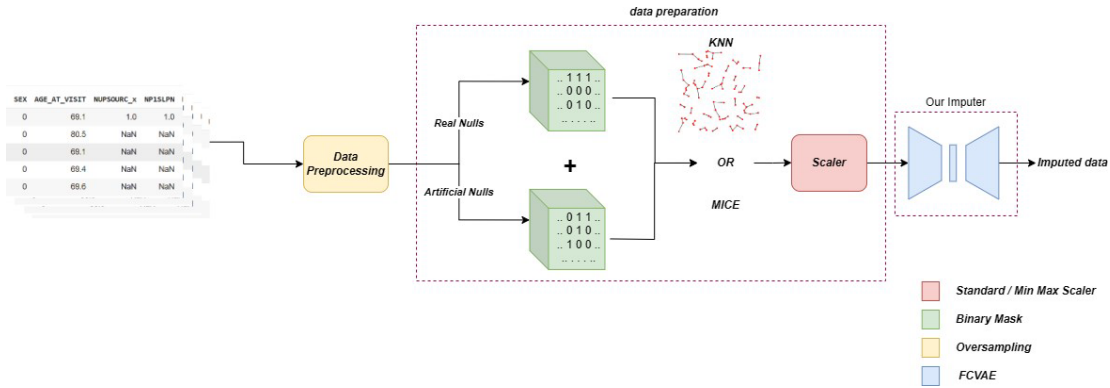 data preparation
KNN
SEX AGE_AT_VISIT NUPSOURC_x NP1SLPN
0 69.1 1.0 1.0
0 80.5 NaN NaN
0 69.1 NaN NaN
0 69.4 NaN NaN
0 69.6 NaN NaN
Data
Preprocessing
Real Nulls
Artificial Nulls
.. 1 1 1 ..
.. 0 0 0 ..
.. 0 1 0 ..
.. . . . ..
+
.. 0 1 1 ..
.. 0 1 0 ..
.. 1 0 0 ..
.. . . . ..
OR
MICE
Scaler
Our Imputer
Imputed data
Standard / Min Max Scaler
Binary Mask
Oversampling
FCVAE